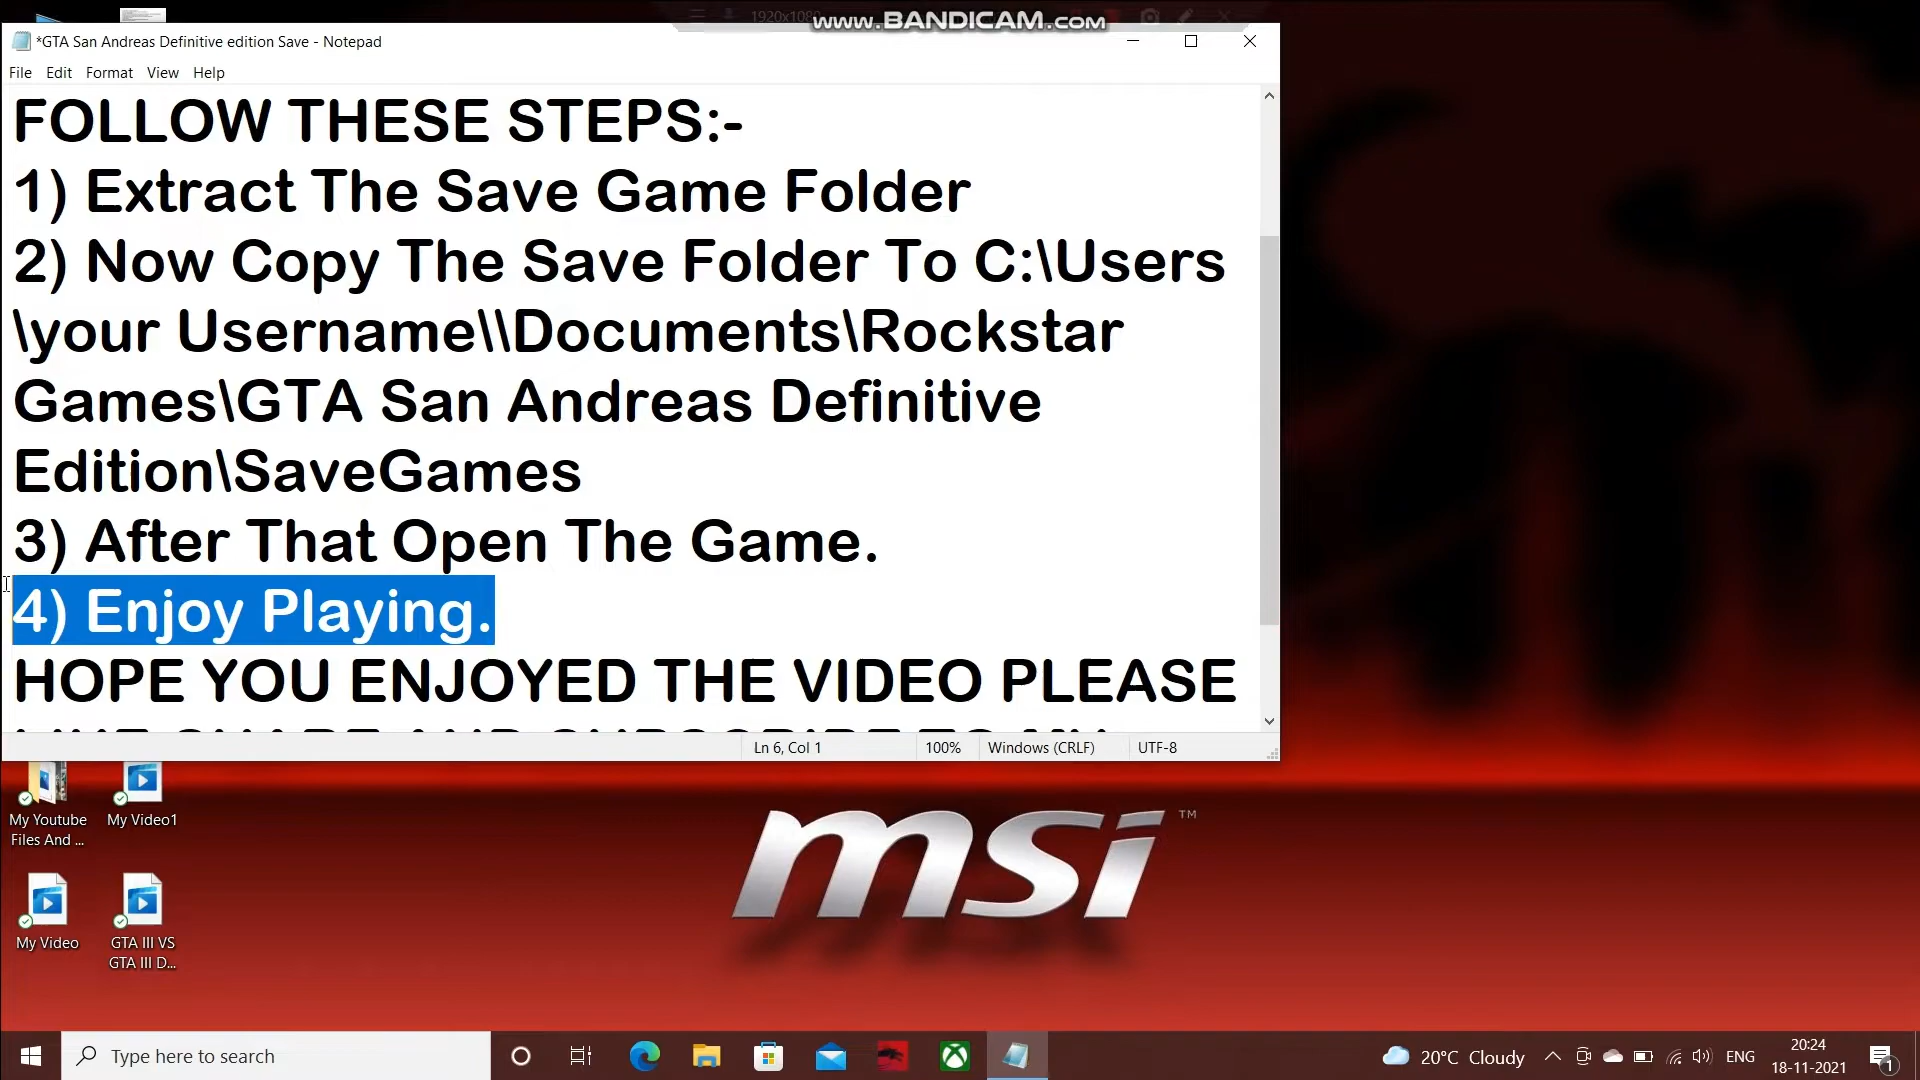 1920x1080
www.BANDICAM.com
*GTA San Andreas Definitive edition Save - Notepad
File Edit Format View Help
FOLLOW THESE STEPS:-
1) Extract The Save Game Folder
2) Now Copy The Save Folder To C:\Users
\your Username\\Documents\Rockstar
Games\GTA San Andreas Definitive
Edition\SaveGames
3) After That Open The Game.
4) Enjoy Playing.
HOPE YOU ENJOYED THE VIDEO PLEASE
Ln 6, Col 1 100% Windows (CRLF) UTF-8
My Youtube
Files And ...
My Video1
My Video
GTA III VS
GTA III D...
msi TM
Type here to search
20°C Cloudy
ENG
20:24
18-11-2021
1